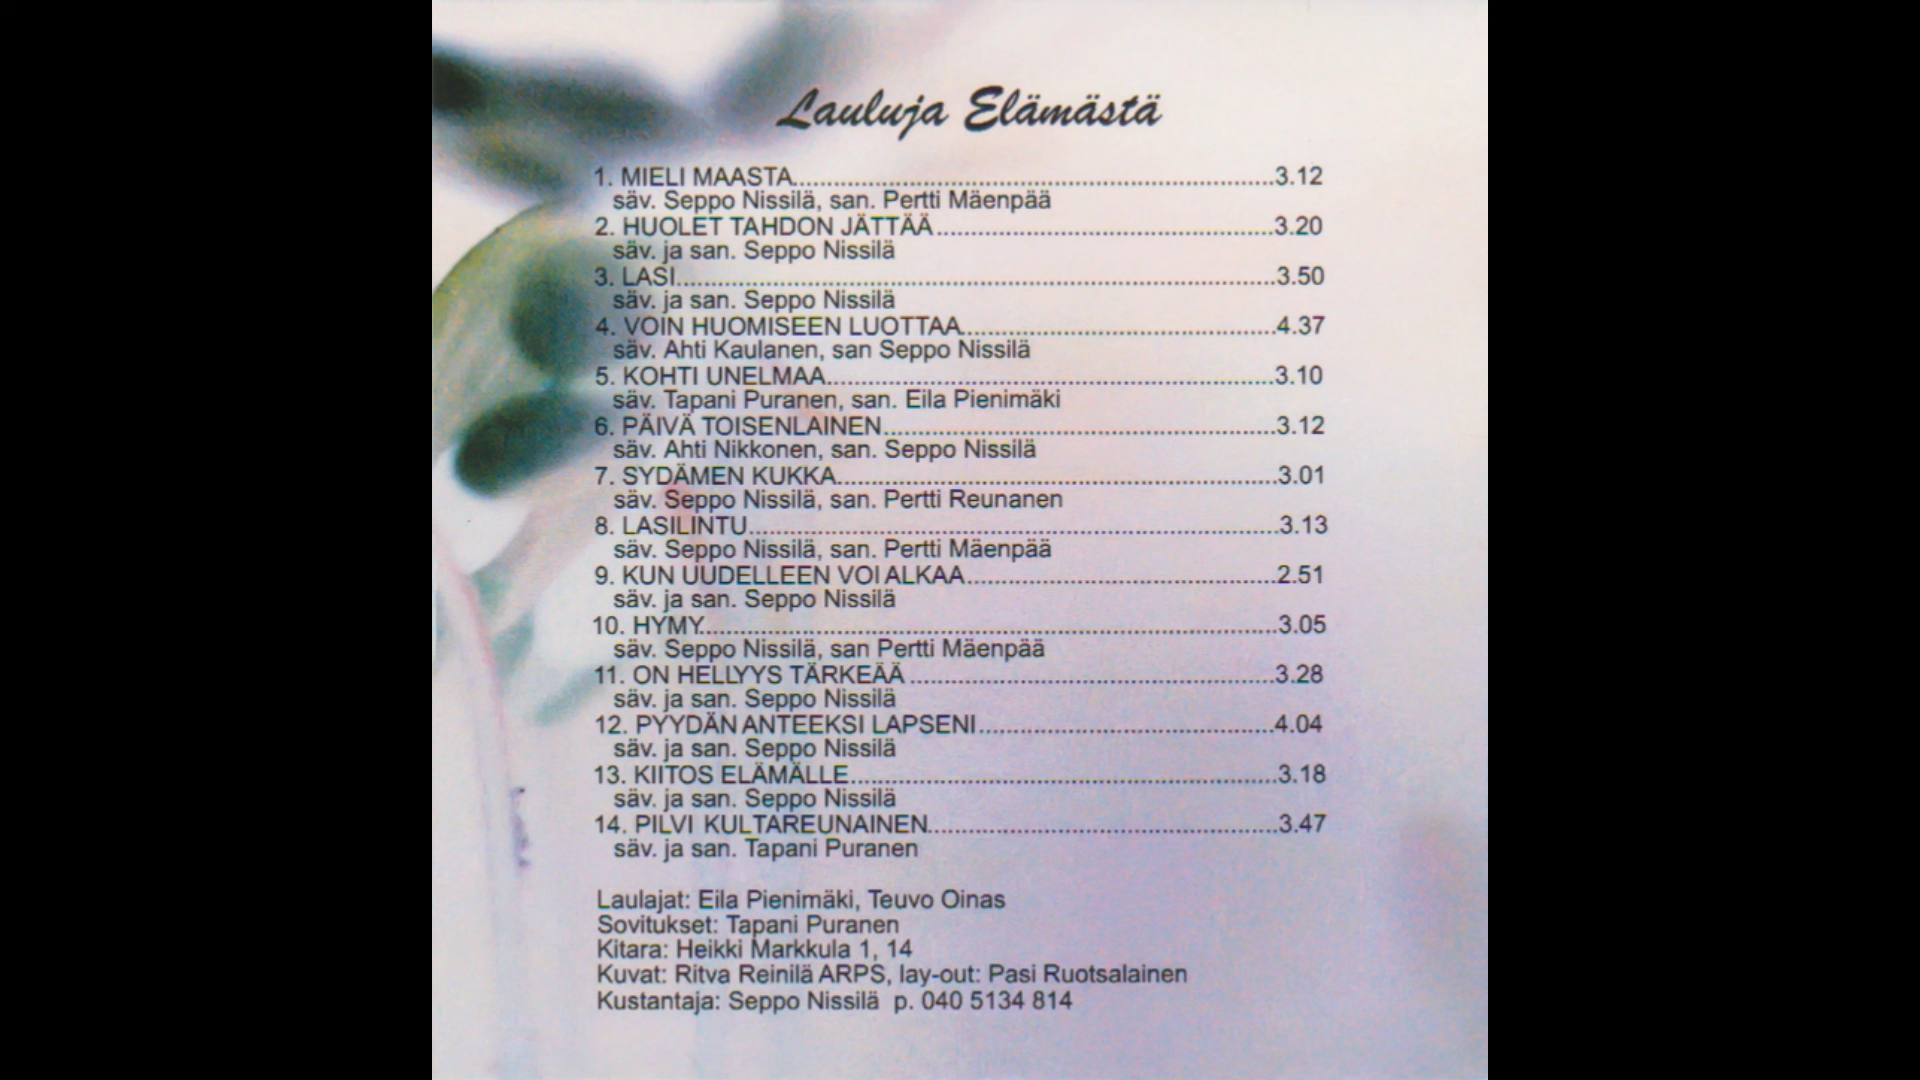 Lauluja Elämästä
1. MIELI MAASTA..........................................................................3.12
säv. Seppo Nissilä, san. Pertti Mäenpää
2. HUOLET TAHDON JÄTTÄÄ...................................................3.20
säv. ja san. Seppo Nissilä
3. LASI...........................................................................................3.50
säv. ja san. Seppo Nissilä
4. VOIN HUOMISEEN LUOTTAA................................................4.37
säv. Ahti Kaulanen, san Seppo Nissilä
5. KOHTI UNELMAA....................................................................3.10
säv. Tapani Puranen, san. Eila Pienimäki
6. PÄIVÄ TOISENLAINEN............................................................3.12
säv. Ahti Nikkonen, san. Seppo Nissilä
7. SYDÄMEN KUKKA...................................................................3.01
säv. Seppo Nissilä, san. Pertti Reunanen
8. LASILINTU................................................................................3.13
säv. Seppo Nissilä, san. Pertti Mäenpää
9. KUN UUDELLEEN VOI ALKAA...............................................2.51
säv. ja san. Seppo Nissilä
10. HYMY.......................................................................................3.05
säv. Seppo Nissilä, san Pertti Mäenpää
11. ON HELLYYS TÄRKEÄÄ.......................................................3.28
säv. ja san. Seppo Nissilä
12. PYYDÄN ANTEEKSI LAPSENI.............................................4.04
säv. ja san. Seppo Nissilä
13. KIITOS ELÄMÄLLE.................................................................3.18
säv. ja san. Seppo Nissilä
14. PILVI KULTAREUNAINEN.....................................................3.47
säv. ja san. Tapani Puranen
Laulajat: Eila Pienimäki, Teuvo Oinas
Sovitukset: Tapani Puranen
Kitara: Heikki Markkula 1, 14
Kuvat: Ritva Reinilä ARPS, lay-out: Pasi Ruotsalainen
Kustantaja: Seppo Nissilä p. 040 5134 814